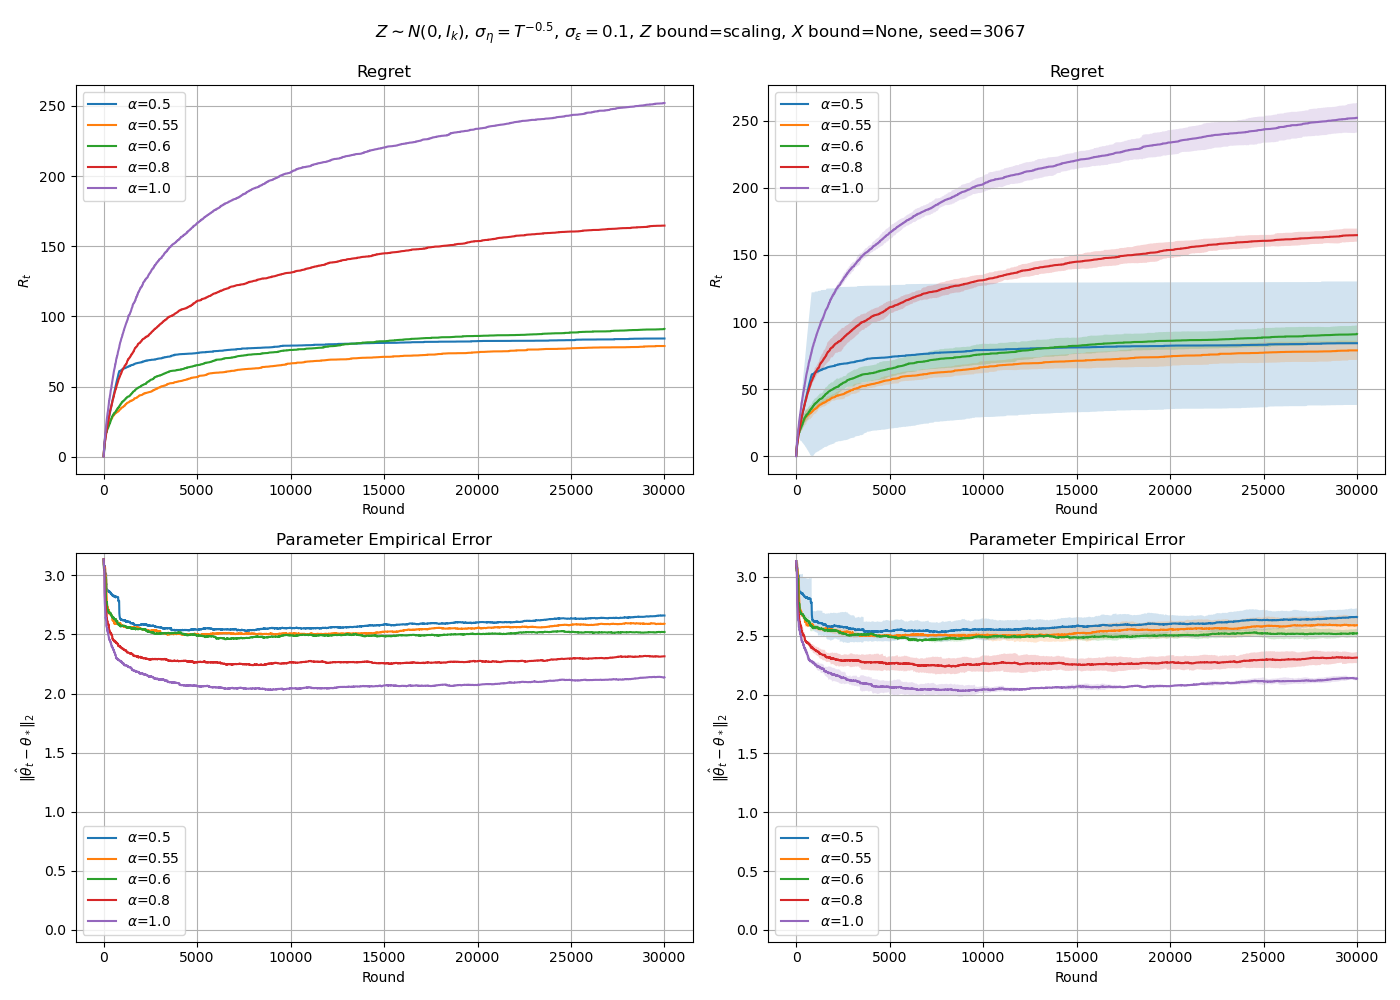 Z ∼ N(0, I_k), σ_η = T^{−0.5}, σ_ε = 0.1, Z bound=scaling, X bound=None, seed=3067
Regret
R_t
250
200
150
100
50
0
α=0.5
α=0.55
α=0.6
α=0.8
α=1.0
0 5000 10000 15000 20000 25000 30000
Round
Regret
R_t
250
200
150
100
50
0
α=0.5
α=0.55
α=0.6
α=0.8
α=1.0
0 5000 10000 15000 20000 25000 30000
Round
Parameter Empirical Error
‖θ̂_t − θ_*‖_2
3.0
2.5
2.0
1.5
1.0
0.5
0.0
α=0.5
α=0.55
α=0.6
α=0.8
α=1.0
0 5000 10000 15000 20000 25000 30000
Round
Parameter Empirical Error
‖θ̂_t − θ_*‖_2
3.0
2.5
2.0
1.5
1.0
0.5
0.0
α=0.5
α=0.55
α=0.6
α=0.8
α=1.0
0 5000 10000 15000 20000 25000 30000
Round